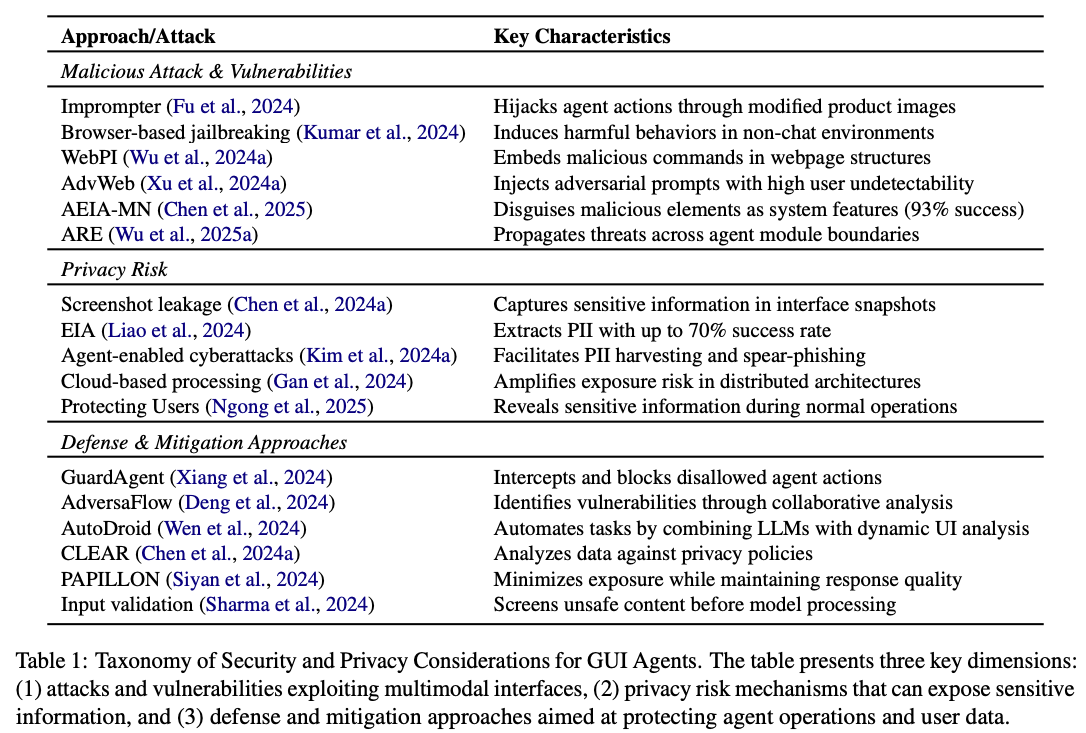 Approach/Attack Key Characteristics
Malicious Attack & Vulnerabilities
Imprompter (Fu et al., 2024) Hijacks agent actions through modified product images
Browser-based jailbreaking (Kumar et al., 2024) Induces harmful behaviors in non-chat environments
WebPI (Wu et al., 2024a) Embeds malicious commands in webpage structures
AdvWeb (Xu et al., 2024a) Injects adversarial prompts with high user undetectability
AEIA-MN (Chen et al., 2025) Disguises malicious elements as system features (93% success)
ARE (Wu et al., 2025a) Propagates threats across agent module boundaries
Privacy Risk
Screenshot leakage (Chen et al., 2024a) Captures sensitive information in interface snapshots
EIA (Liao et al., 2024) Extracts PII with up to 70% success rate
Agent-enabled cyberattacks (Kim et al., 2024a) Facilitates PII harvesting and spear-phishing
Cloud-based processing (Gan et al., 2024) Amplifies exposure risk in distributed architectures
Protecting Users (Ngong et al., 2025) Reveals sensitive information during normal operations
Defense & Mitigation Approaches
GuardAgent (Xiang et al., 2024) Intercepts and blocks disallowed agent actions
AdversaFlow (Deng et al., 2024) Identifies vulnerabilities through collaborative analysis
AutoDroid (Wen et al., 2024) Automates tasks by combining LLMs with dynamic UI analysis
CLEAR (Chen et al., 2024a) Analyzes data against privacy policies
PAPILLON (Siyan et al., 2024) Minimizes exposure while maintaining response quality
Input validation (Sharma et al., 2024) Screens unsafe content before model processing
Table 1: Taxonomy of Security and Privacy Considerations for GUI Agents. The table presents three key dimensions:
(1) attacks and vulnerabilities exploiting multimodal interfaces, (2) privacy risk mechanisms that can expose sensitive
information, and (3) defense and mitigation approaches aimed at protecting agent operations and user data.